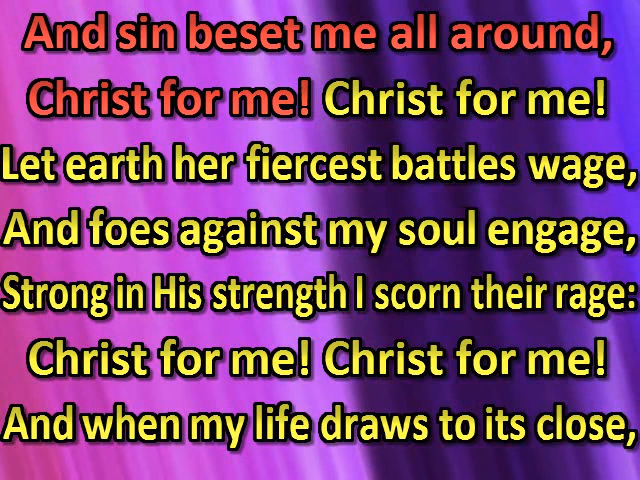 And sin beset me all around,
Christ for me! Christ for me!
Let earth her fiercest battles wage,
And foes against my soul engage,
Strong in His strength I scorn their rage:
Christ for me! Christ for me!
And when my life draws to its close,